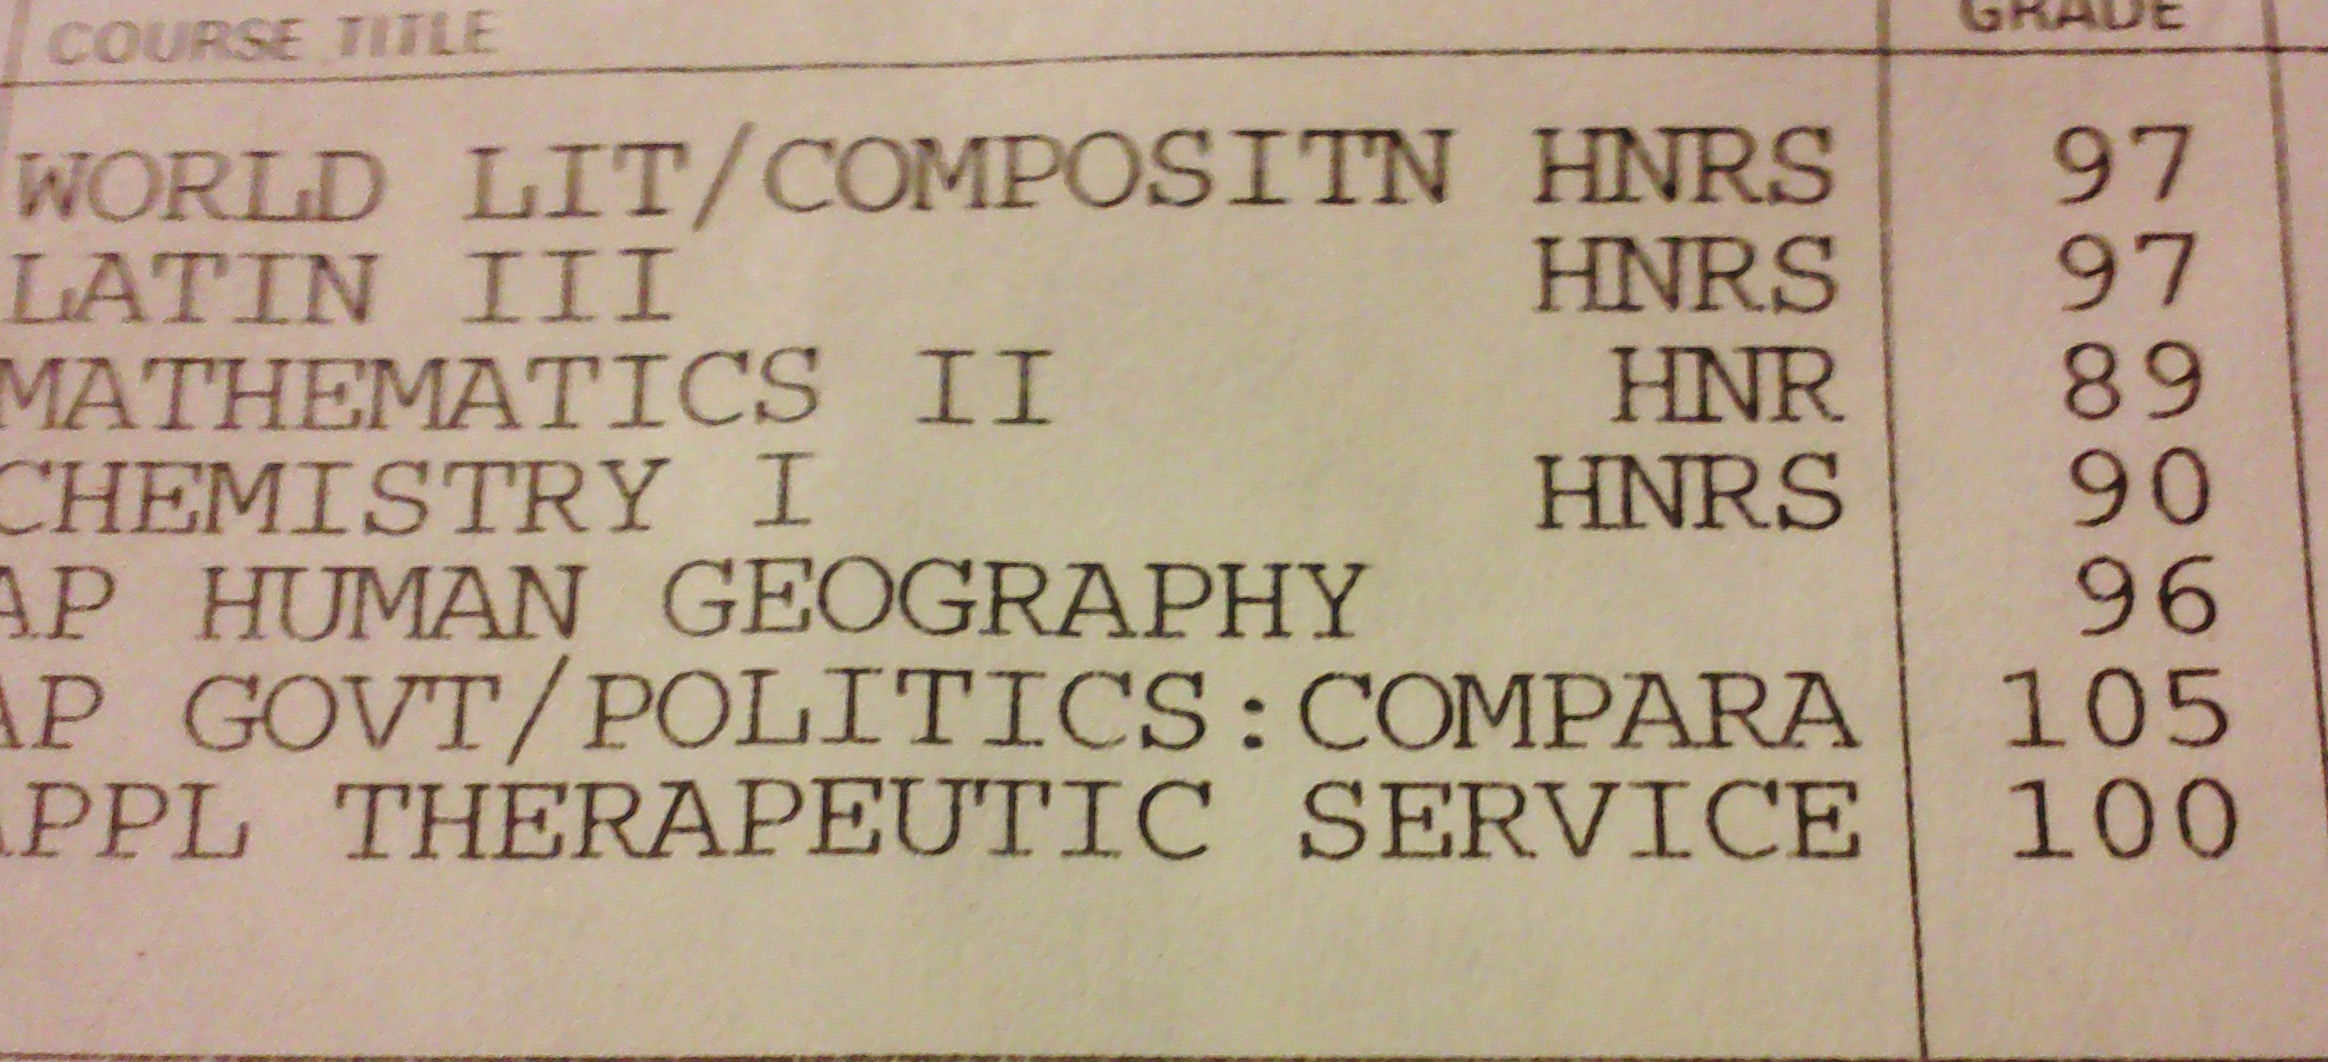 COURSE TITLE GRADE
WORLD LIT/COMPOSITN HNRS 97
LATIN III HNRS 97
MATHEMATICS II HNR 89
CHEMISTRY I HNRS 90
AP HUMAN GEOGRAPHY 96
AP GOVT/POLITICS:COMPARA 105
APPL THERAPEUTIC SERVICE 100